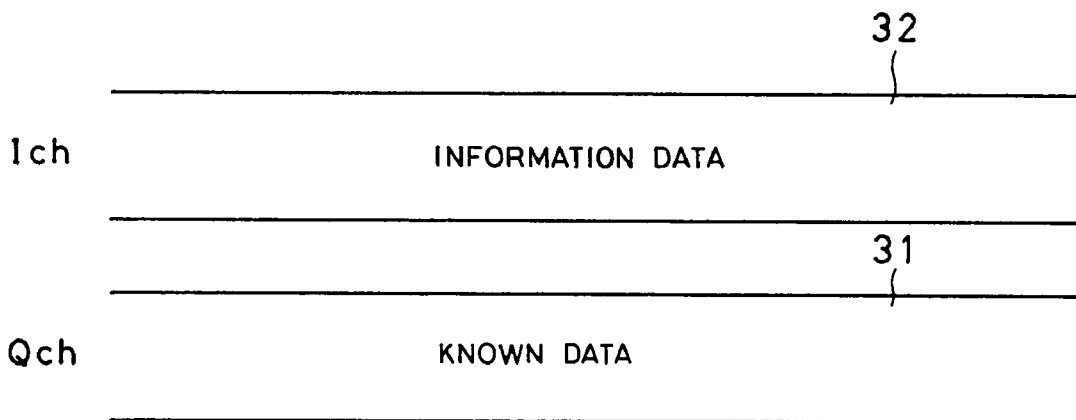 32
Ich INFORMATION DATA
31
Qch KNOWN DATA